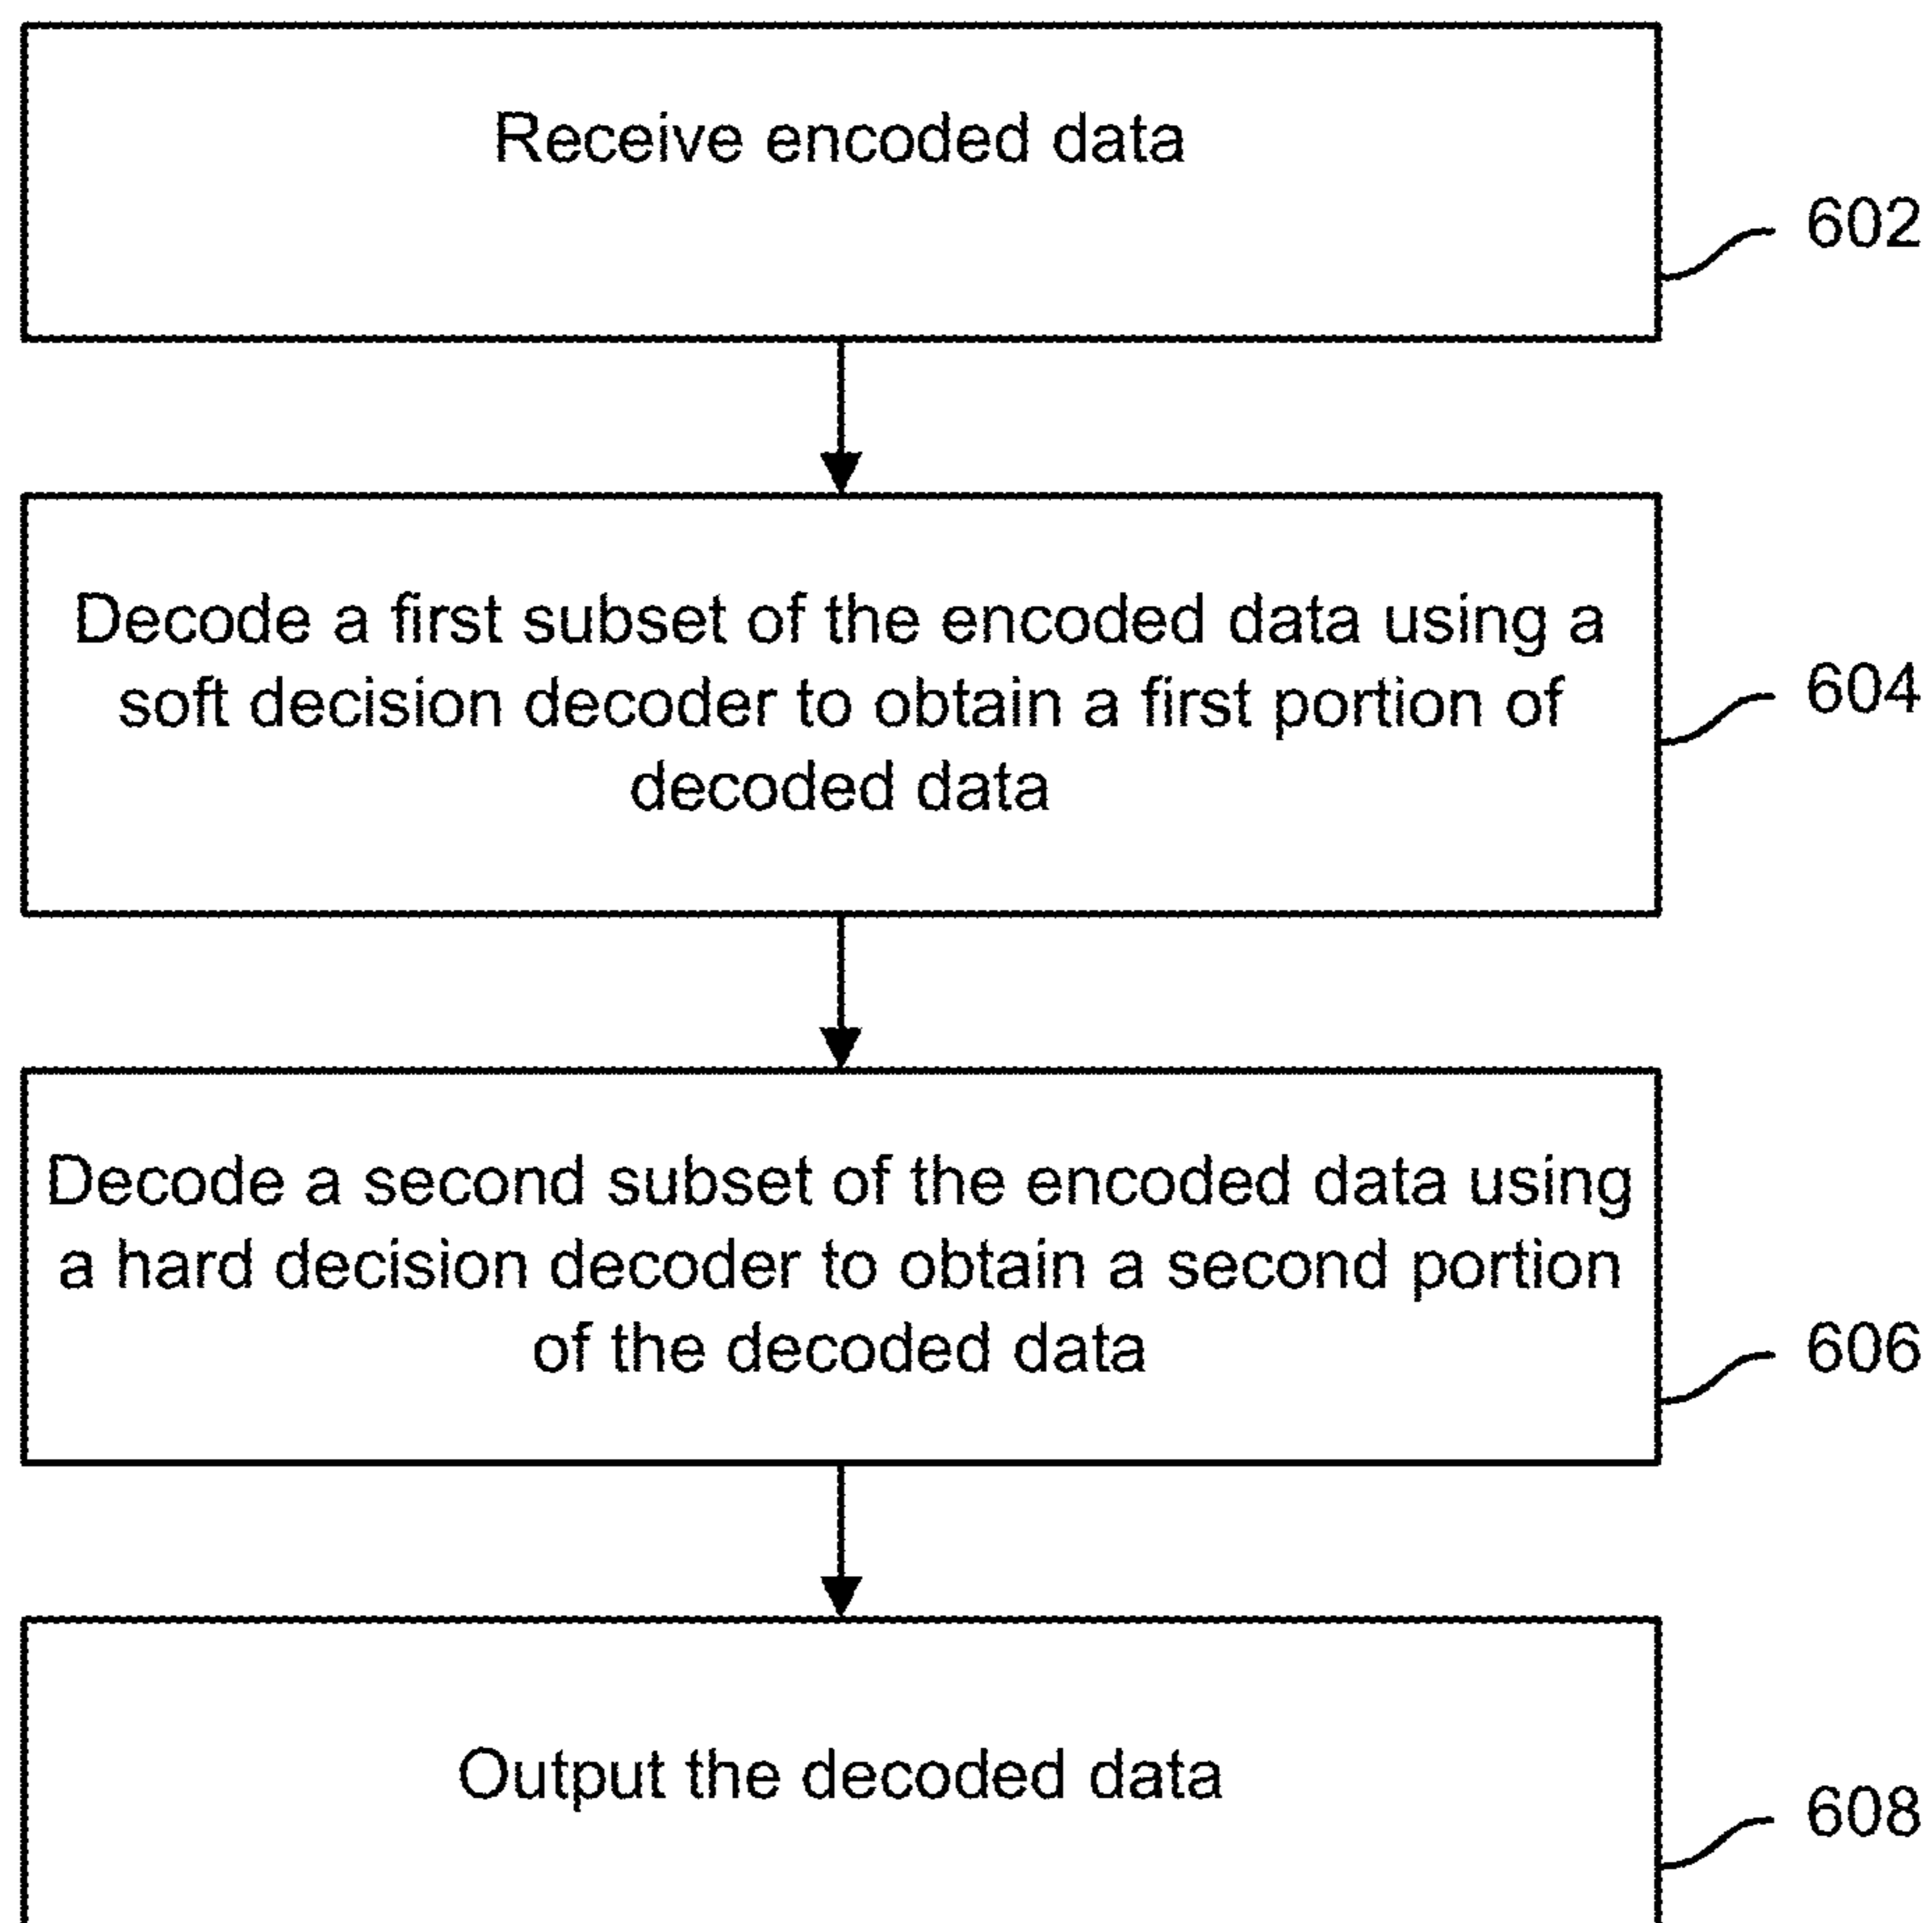 Receive encoded data
602
Decode a first subset of the encoded data using a
soft decision decoder to obtain a first portion of
decoded data
604
Decode a second subset of the encoded data using
a hard decision decoder to obtain a second portion
of the decoded data
606
Output the decoded data
608